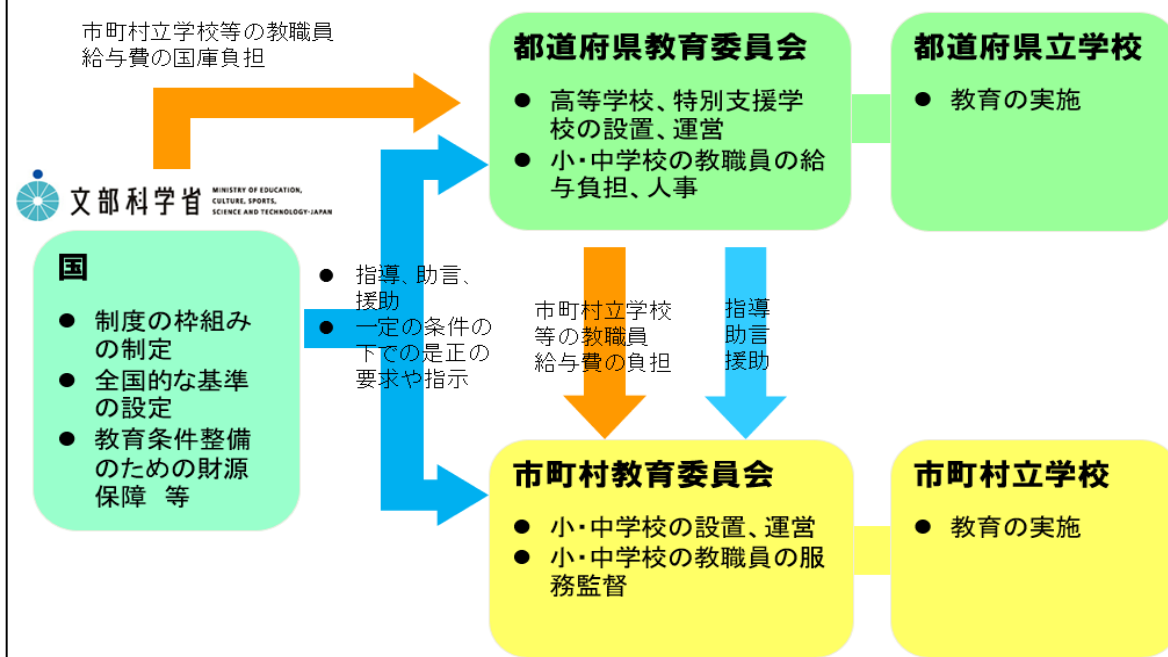 市町村立学校等の教職員
給与費の国庫負担
文部科学省
MINISTRY OF EDUCATION,
CULTURE, SPORTS,
SCIENCE AND TECHNOLOGY-JAPAN
国
● 制度の枠組み
の制定
● 全国的な基準
の設定
● 教育条件整備
のための財源
保障 等
● 指導、助言、
援助
● 一定の条件の
下での是正の
要求や指示
都道府県教育委員会
● 高等学校、特別支援学
校の設置、運営
● 小・中学校の教職員の給
与負担、人事
都道府県立学校
● 教育の実施
市町村立学校
等の教職員
給与費の負担
指導
助言
援助
市町村教育委員会
● 小・中学校の設置、運営
● 小・中学校の教職員の服
務監督
市町村立学校
● 教育の実施